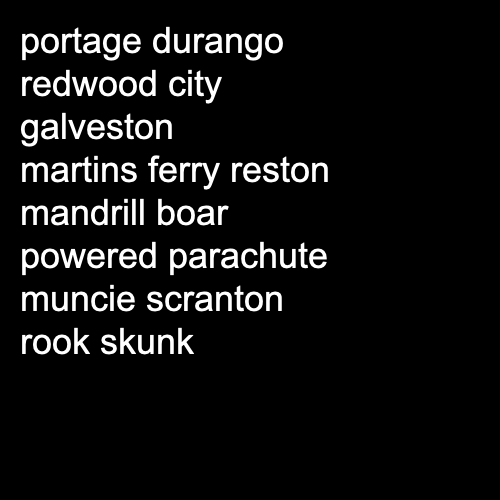 portage durango
redwood city
galveston
martins ferry reston
mandrill boar
powered parachute
muncie scranton
rook skunk